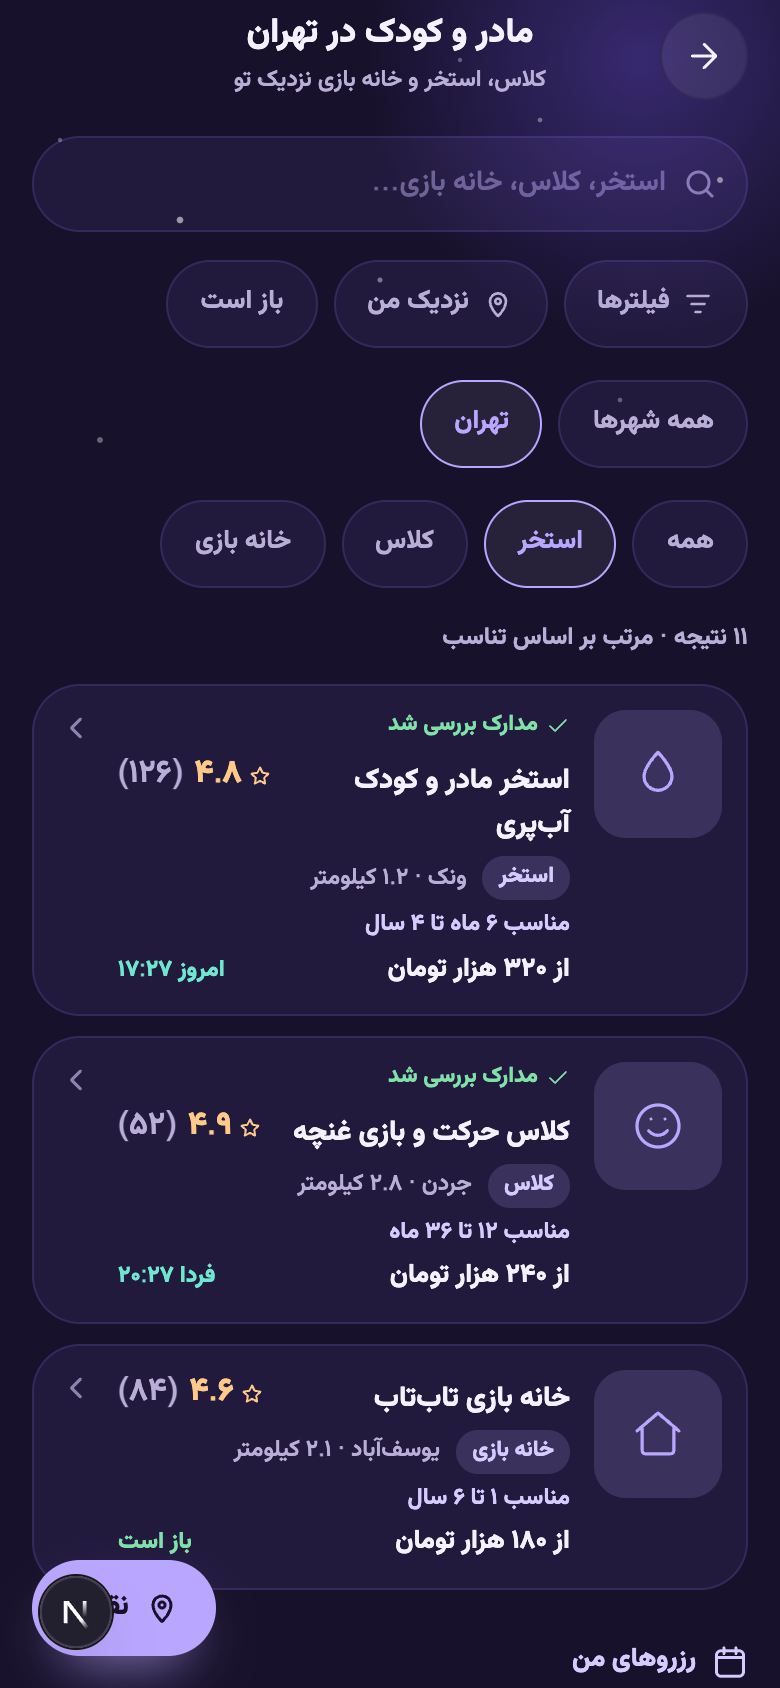 مادر و کودک در تهران
کلاس، استخر و خانه بازی نزدیک تو
استخر، کلاس، خانه بازی...
فیلترها
نزدیک من
باز است
همه شهرها
تهران
همه
استخر
کلاس
خانه بازی
۱۱ نتیجه · مرتب بر اساس تناسب
مدارک بررسی شد
استخر مادر و کودک
آب‌پری
۴.۸ (۱۲۶)
استخر
ونک · ۱.۲ کیلومتر
مناسب ۶ ماه تا ۴ سال
از ۳۲۰ هزار تومان
امروز ۱۷:۲۷
مدارک بررسی شد
کلاس حرکت و بازی غنچه
۴.۹ (۵۲)
کلاس
جردن · ۲.۸ کیلومتر
مناسب ۱۲ تا ۳۶ ماه
از ۲۴۰ هزار تومان
فردا ۲۰:۲۷
خانه بازی تاب‌تاب
۴.۶ (۸۴)
خانه بازی
یوسف‌آباد · ۲.۱ کیلومتر
مناسب ۱ تا ۶ سال
از ۱۸۰ هزار تومان
باز است
N
رزروهای من